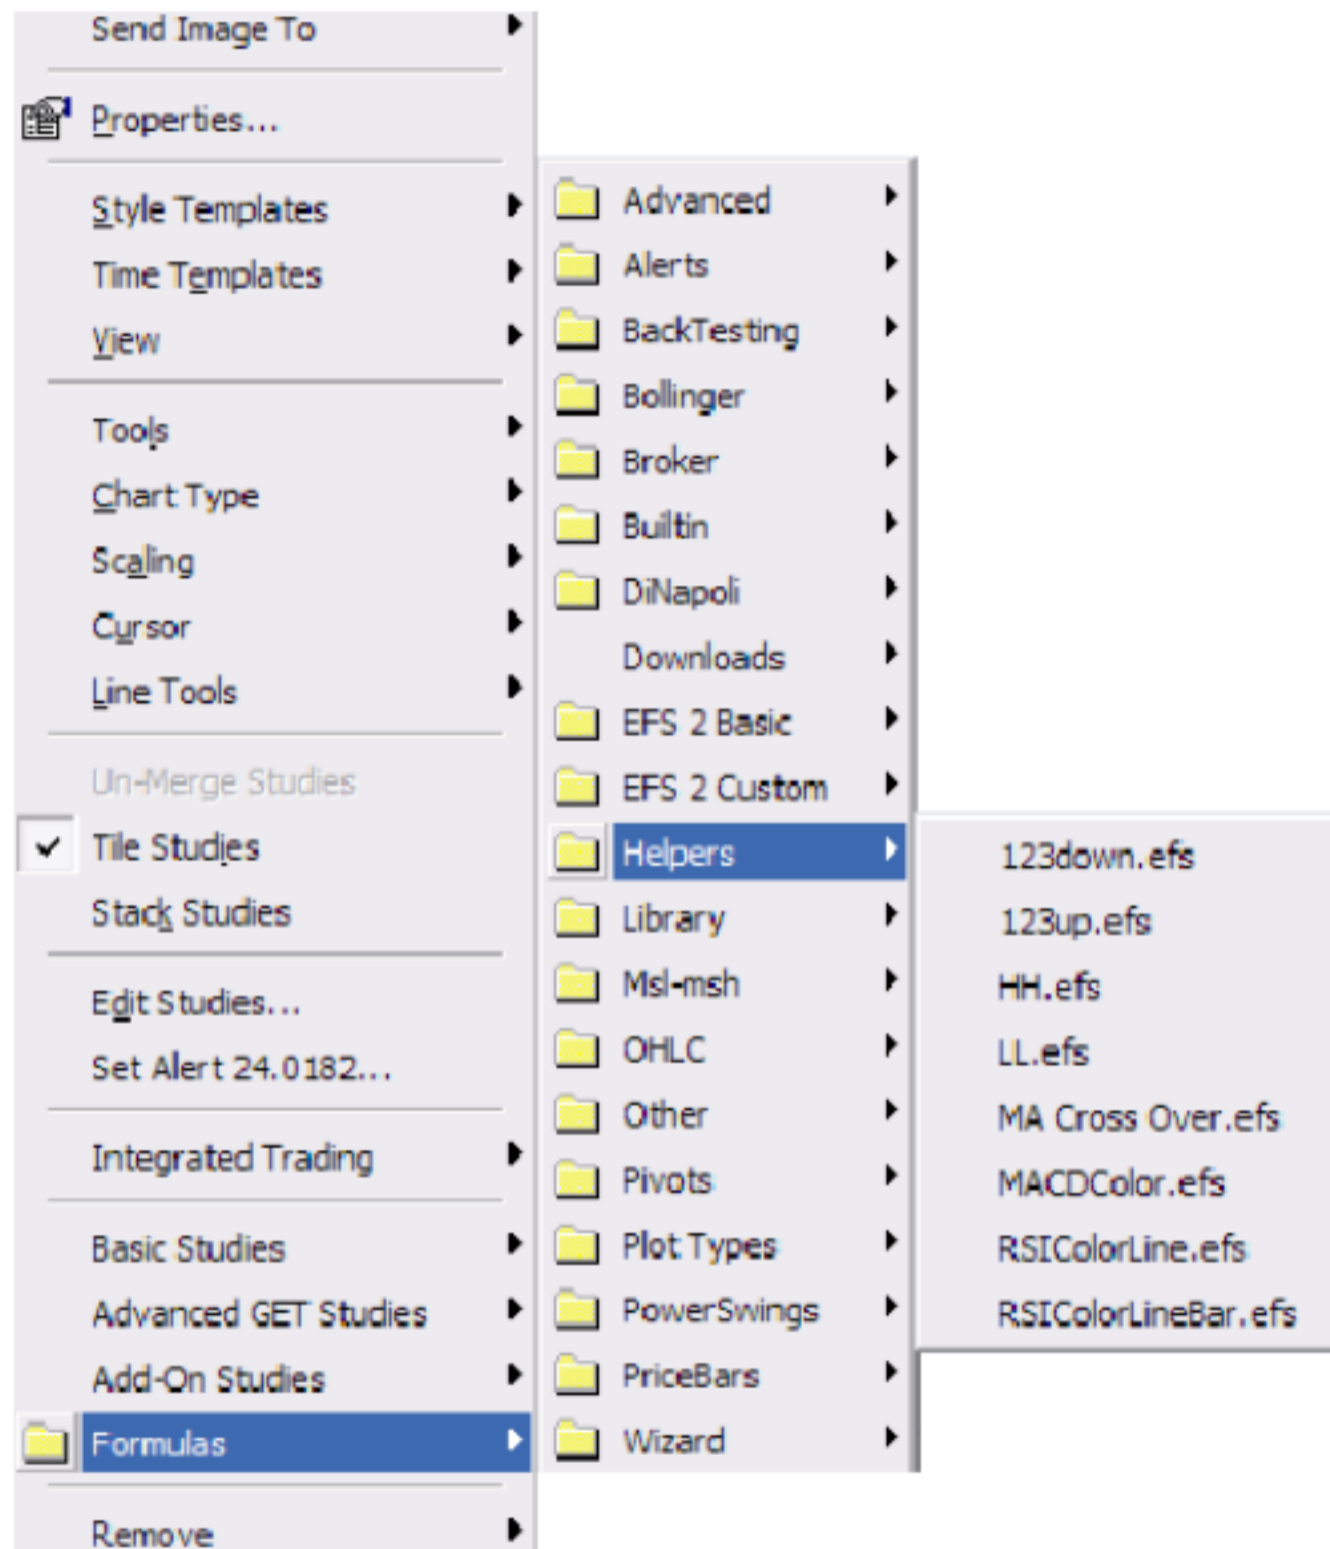 Send Image To
Properties...
Style Templates
Time Templates
View
Tools
Chart Type
Scaling
Cursor
Line Tools
Un-Merge Studies
Tile Studies
Stack Studies
Edit Studies...
Set Alert 24.0182...
Integrated Trading
Basic Studies
Advanced GET Studies
Add-On Studies
Formulas
Remove
Advanced
Alerts
BackTesting
Bollinger
Broker
Builtin
DiNapoli
Downloads
EFS 2 Basic
EFS 2 Custom
Helpers
Library
Msl-msh
OHLC
Other
Pivots
Plot Types
PowerSwings
PriceBars
Wizard
123down.efs
123up.efs
HH.efs
LL.efs
MA Cross Over.efs
MACDColor.efs
RSIColorLine.efs
RSIColorLineBar.efs